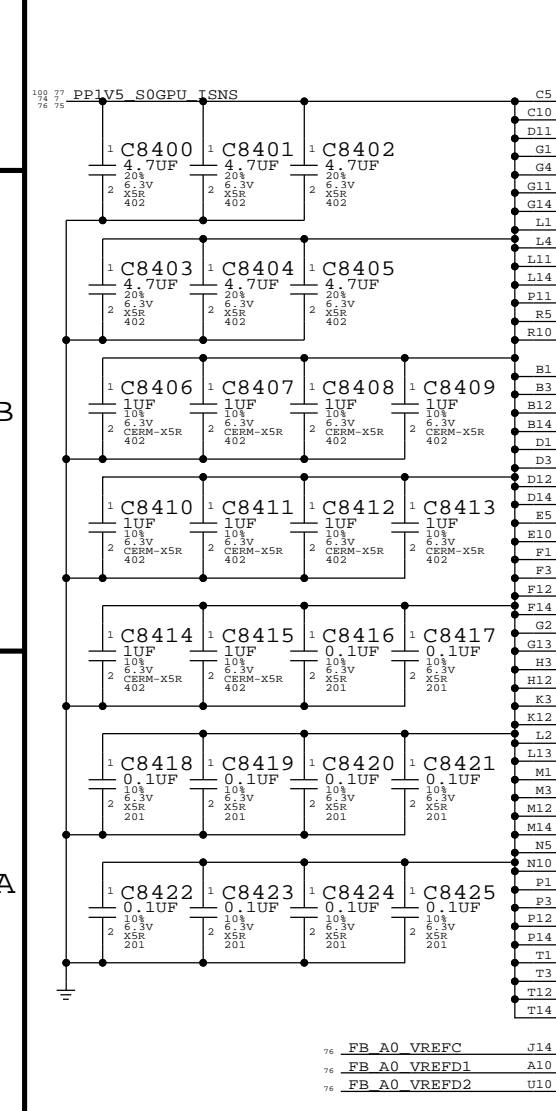 100 77 PP1V5_S0GPU_ISNS
74 7
76 75
1 C8400 1 C8401 1 C8402
4.7UF 4.7UF 4.7UF
20% 20% 20%
2 6.3V 2 6.3V 2 6.3V
X5R X5R X5R
402 402 402
1 C8403 1 C8404 1 C8405
4.7UF 4.7UF 4.7UF
20% 20% 20%
2 6.3V 2 6.3V 2 6.3V
X5R X5R X5R
402 402 402
1 C8406 1 C8407 1 C8408 1 C8409
1UF 1UF 1UF 1UF
10% 10% 10% 10%
2 6.3V 2 6.3V 2 6.3V 2 6.3V
CERM-X5R CERM-X5R CERM-X5R CERM-X5R
402 402 402 402
B
1 C8410 1 C8411 1 C8412 1 C8413
1UF 1UF 1UF 1UF
10% 10% 10% 10%
2 6.3V 2 6.3V 2 6.3V 2 6.3V
CERM-X5R CERM-X5R CERM-X5R CERM-X5R
402 402 402 402
1 C8414 1 C8415 1 C8416 1 C8417
1UF 1UF 0.1UF 0.1UF
10% 10% 10% 10%
2 6.3V 2 6.3V 2 6.3V 2 6.3V
CERM-X5R CERM-X5R X5R X5R
402 402 201 201
1 C8418 1 C8419 1 C8420 1 C8421
0.1UF 0.1UF 0.1UF 0.1UF
10% 10% 10% 10%
2 6.3V 2 6.3V 2 6.3V 2 6.3V
X5R X5R X5R X5R
201 201 201 201
A
1 C8422 1 C8423 1 C8424 1 C8425
0.1UF 0.1UF 0.1UF 0.1UF
10% 10% 10% 10%
2 6.3V 2 6.3V 2 6.3V 2 6.3V
X5R X5R X5R X5R
201 201 201 201
C5
C10
D11
G1
G4
G11
G14
L1
L4
L11
L14
P11
R5
R10
B1
B3
B12
B14
D1
D3
D12
D14
E5
E10
F1
F3
F12
F14
G2
G13
H3
H12
K3
K12
L2
L13
M1
M3
M12
M14
N5
N10
P1
P3
P12
P14
T1
T3
T12
T14
76 FB_A0_VREFC J14
76 FB_A0_VREFD1 A10
76 FB_A0_VREFD2 U10